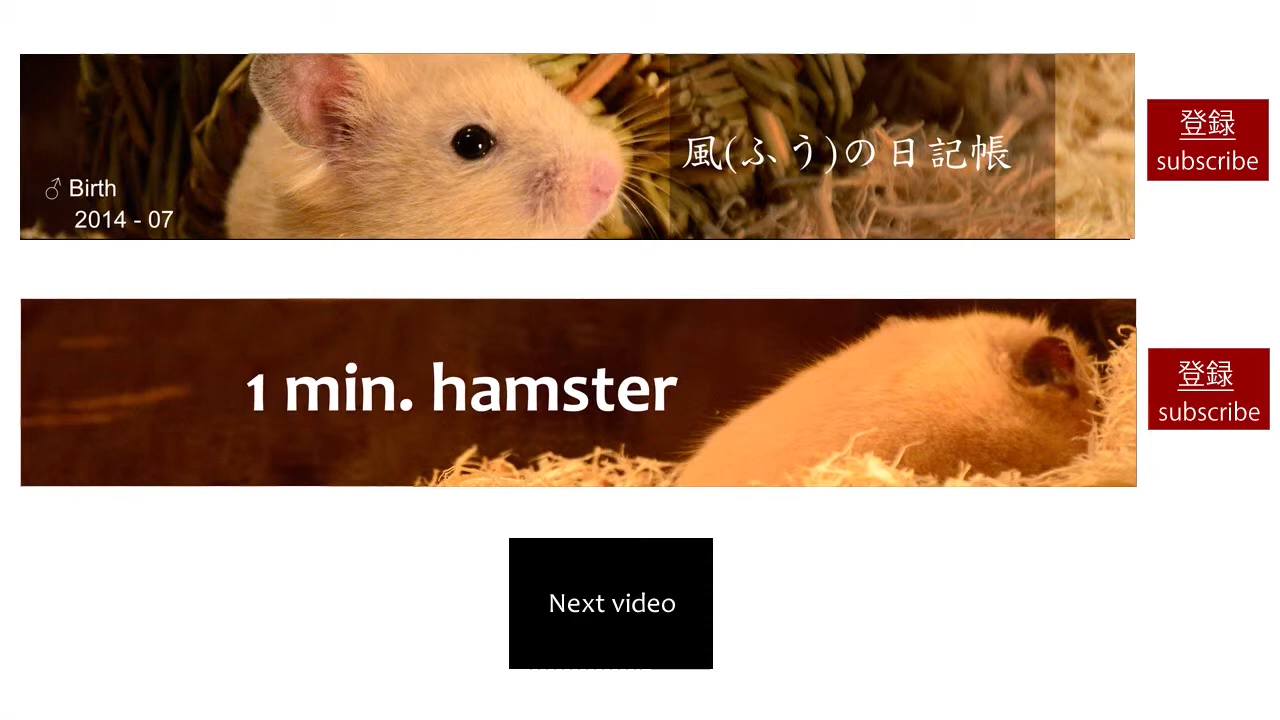 ♂ Birth
2014 - 07
風(ふう)の日記帳
登録
subscribe
1 min. hamster
登録
subscribe
Next video